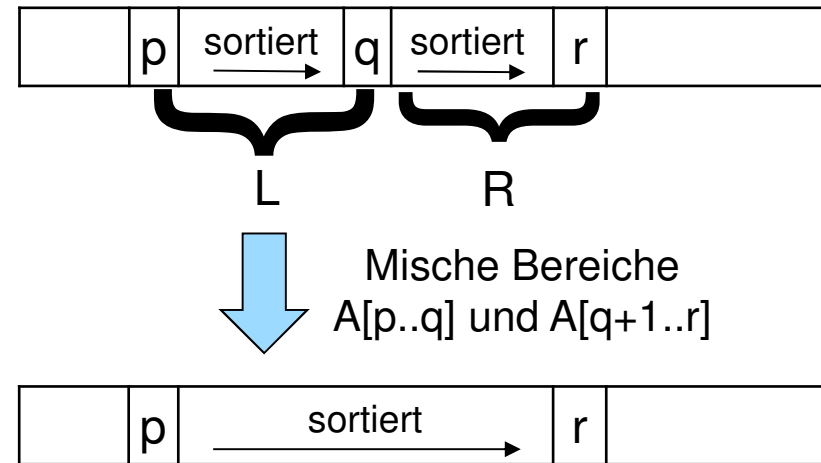 p sortiert q sortiert r
L R
Mische Bereiche
A[p..q] und A[q+1..r]
p sortiert r